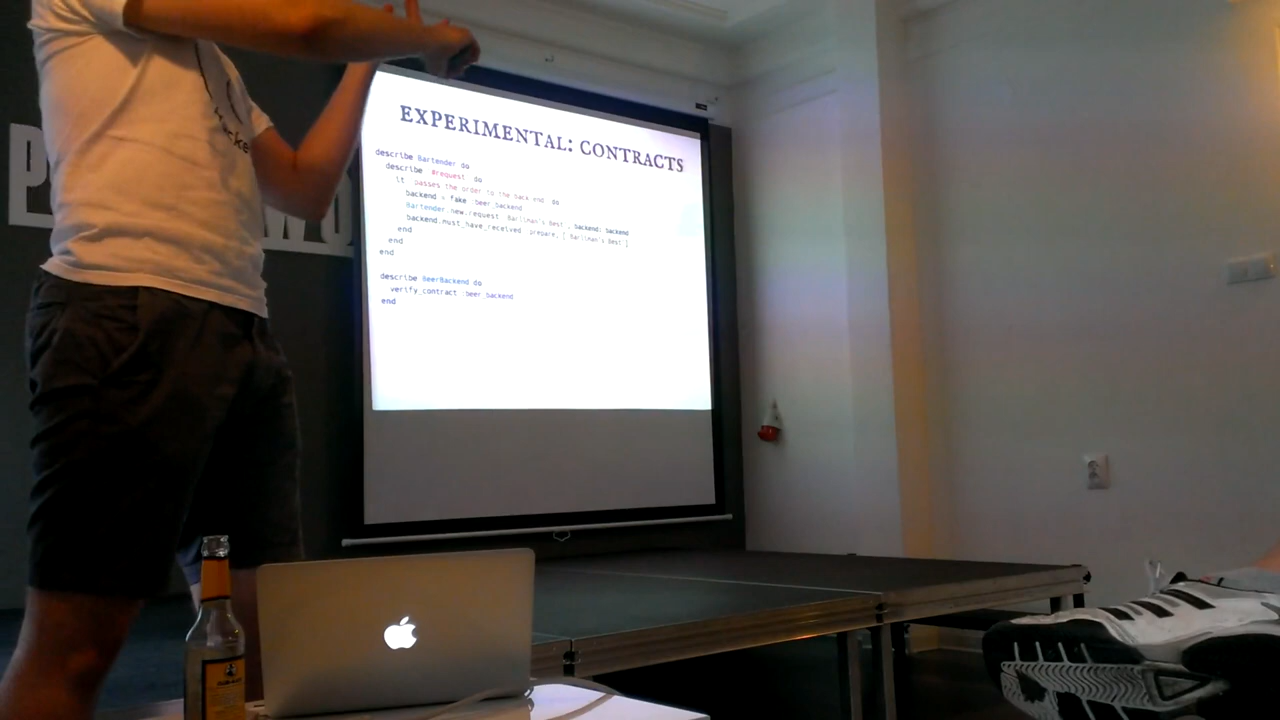 EXPERIMENTAL: CONTRACTS
describe Bartender do
describe #request do
it passes the order to the back end do
backend = fake :beer_backend
Bartender.new.request "Barliman's Best", backend: backend
backend.must_have_received :prepare, ["Barliman's Best"]
end
end
end
describe BeerBackend do
verify_contract :beer_backend
end